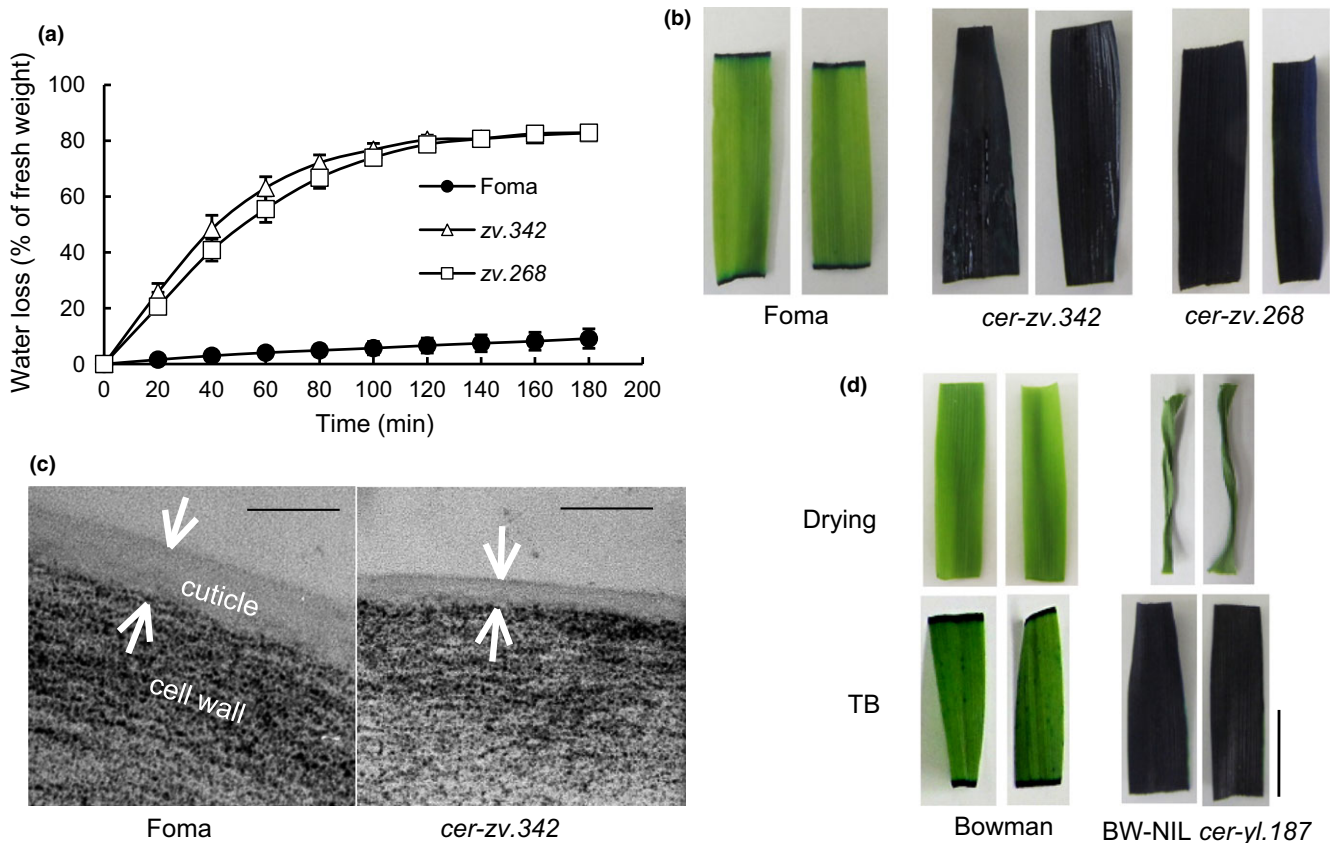 (a)
Water loss (% of fresh weight)
100
80
60
40
20
0
0 20 40 60 80 100 120 140 160 180 200
Time (min)
Foma
zv.342
zv.268
(b)
Foma cer-zv.342 cer-zv.268
(c)
cuticle
cell wall
Foma cer-zv.342
(d)
Drying
TB
Bowman BW-NIL cer-yl.187